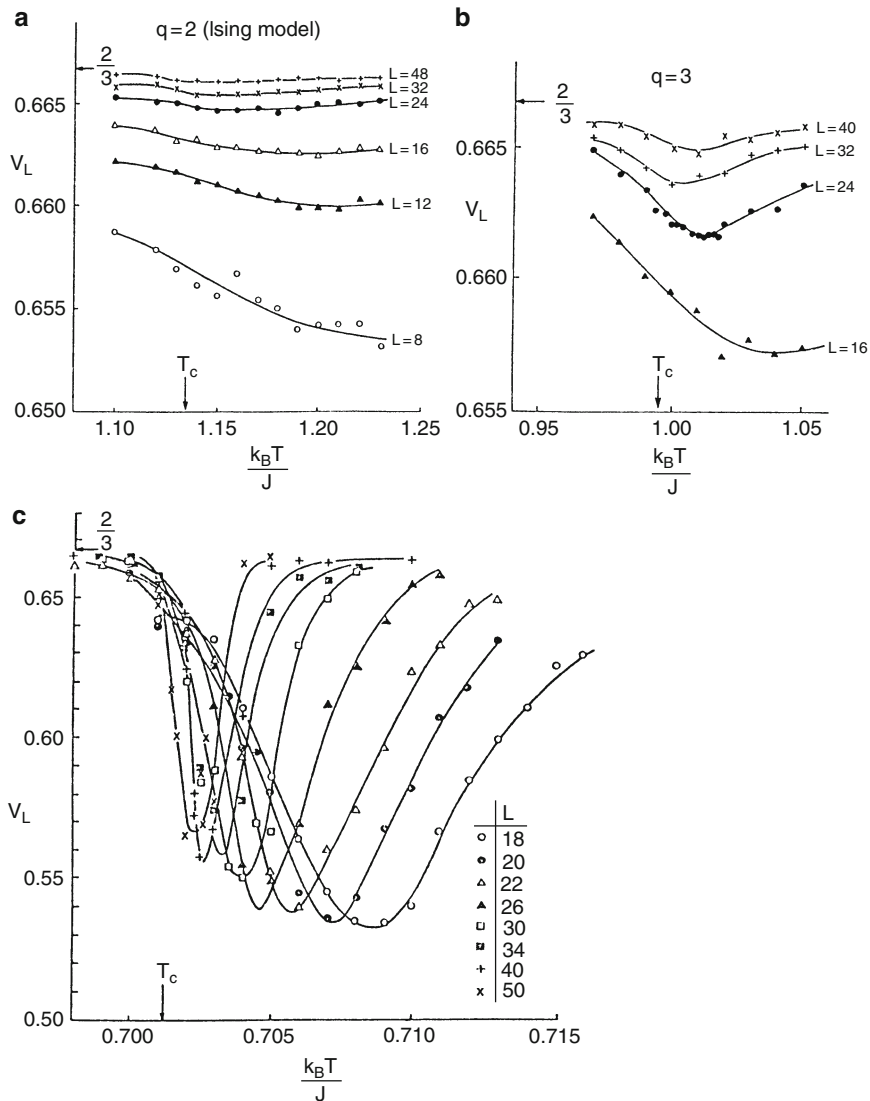 a
q=2 (Ising model)
2
3
0.665
0.660
0.655
0.650
V_L
L=48
L=32
L=24
L=16
L=12
L=8
T_c
1.10
1.15
1.20
1.25
k_BT
J
b
q=3
2
3
0.665
0.660
0.655
V_L
L=40
L=32
L=24
L=16
T_c
0.95
1.00
1.05
k_BT
J
c
2
3
0.65
0.60
0.55
0.50
V_L
L
18
20
22
26
30
34
40
50
T_c
0.700
0.705
0.710
0.715
k_BT
J